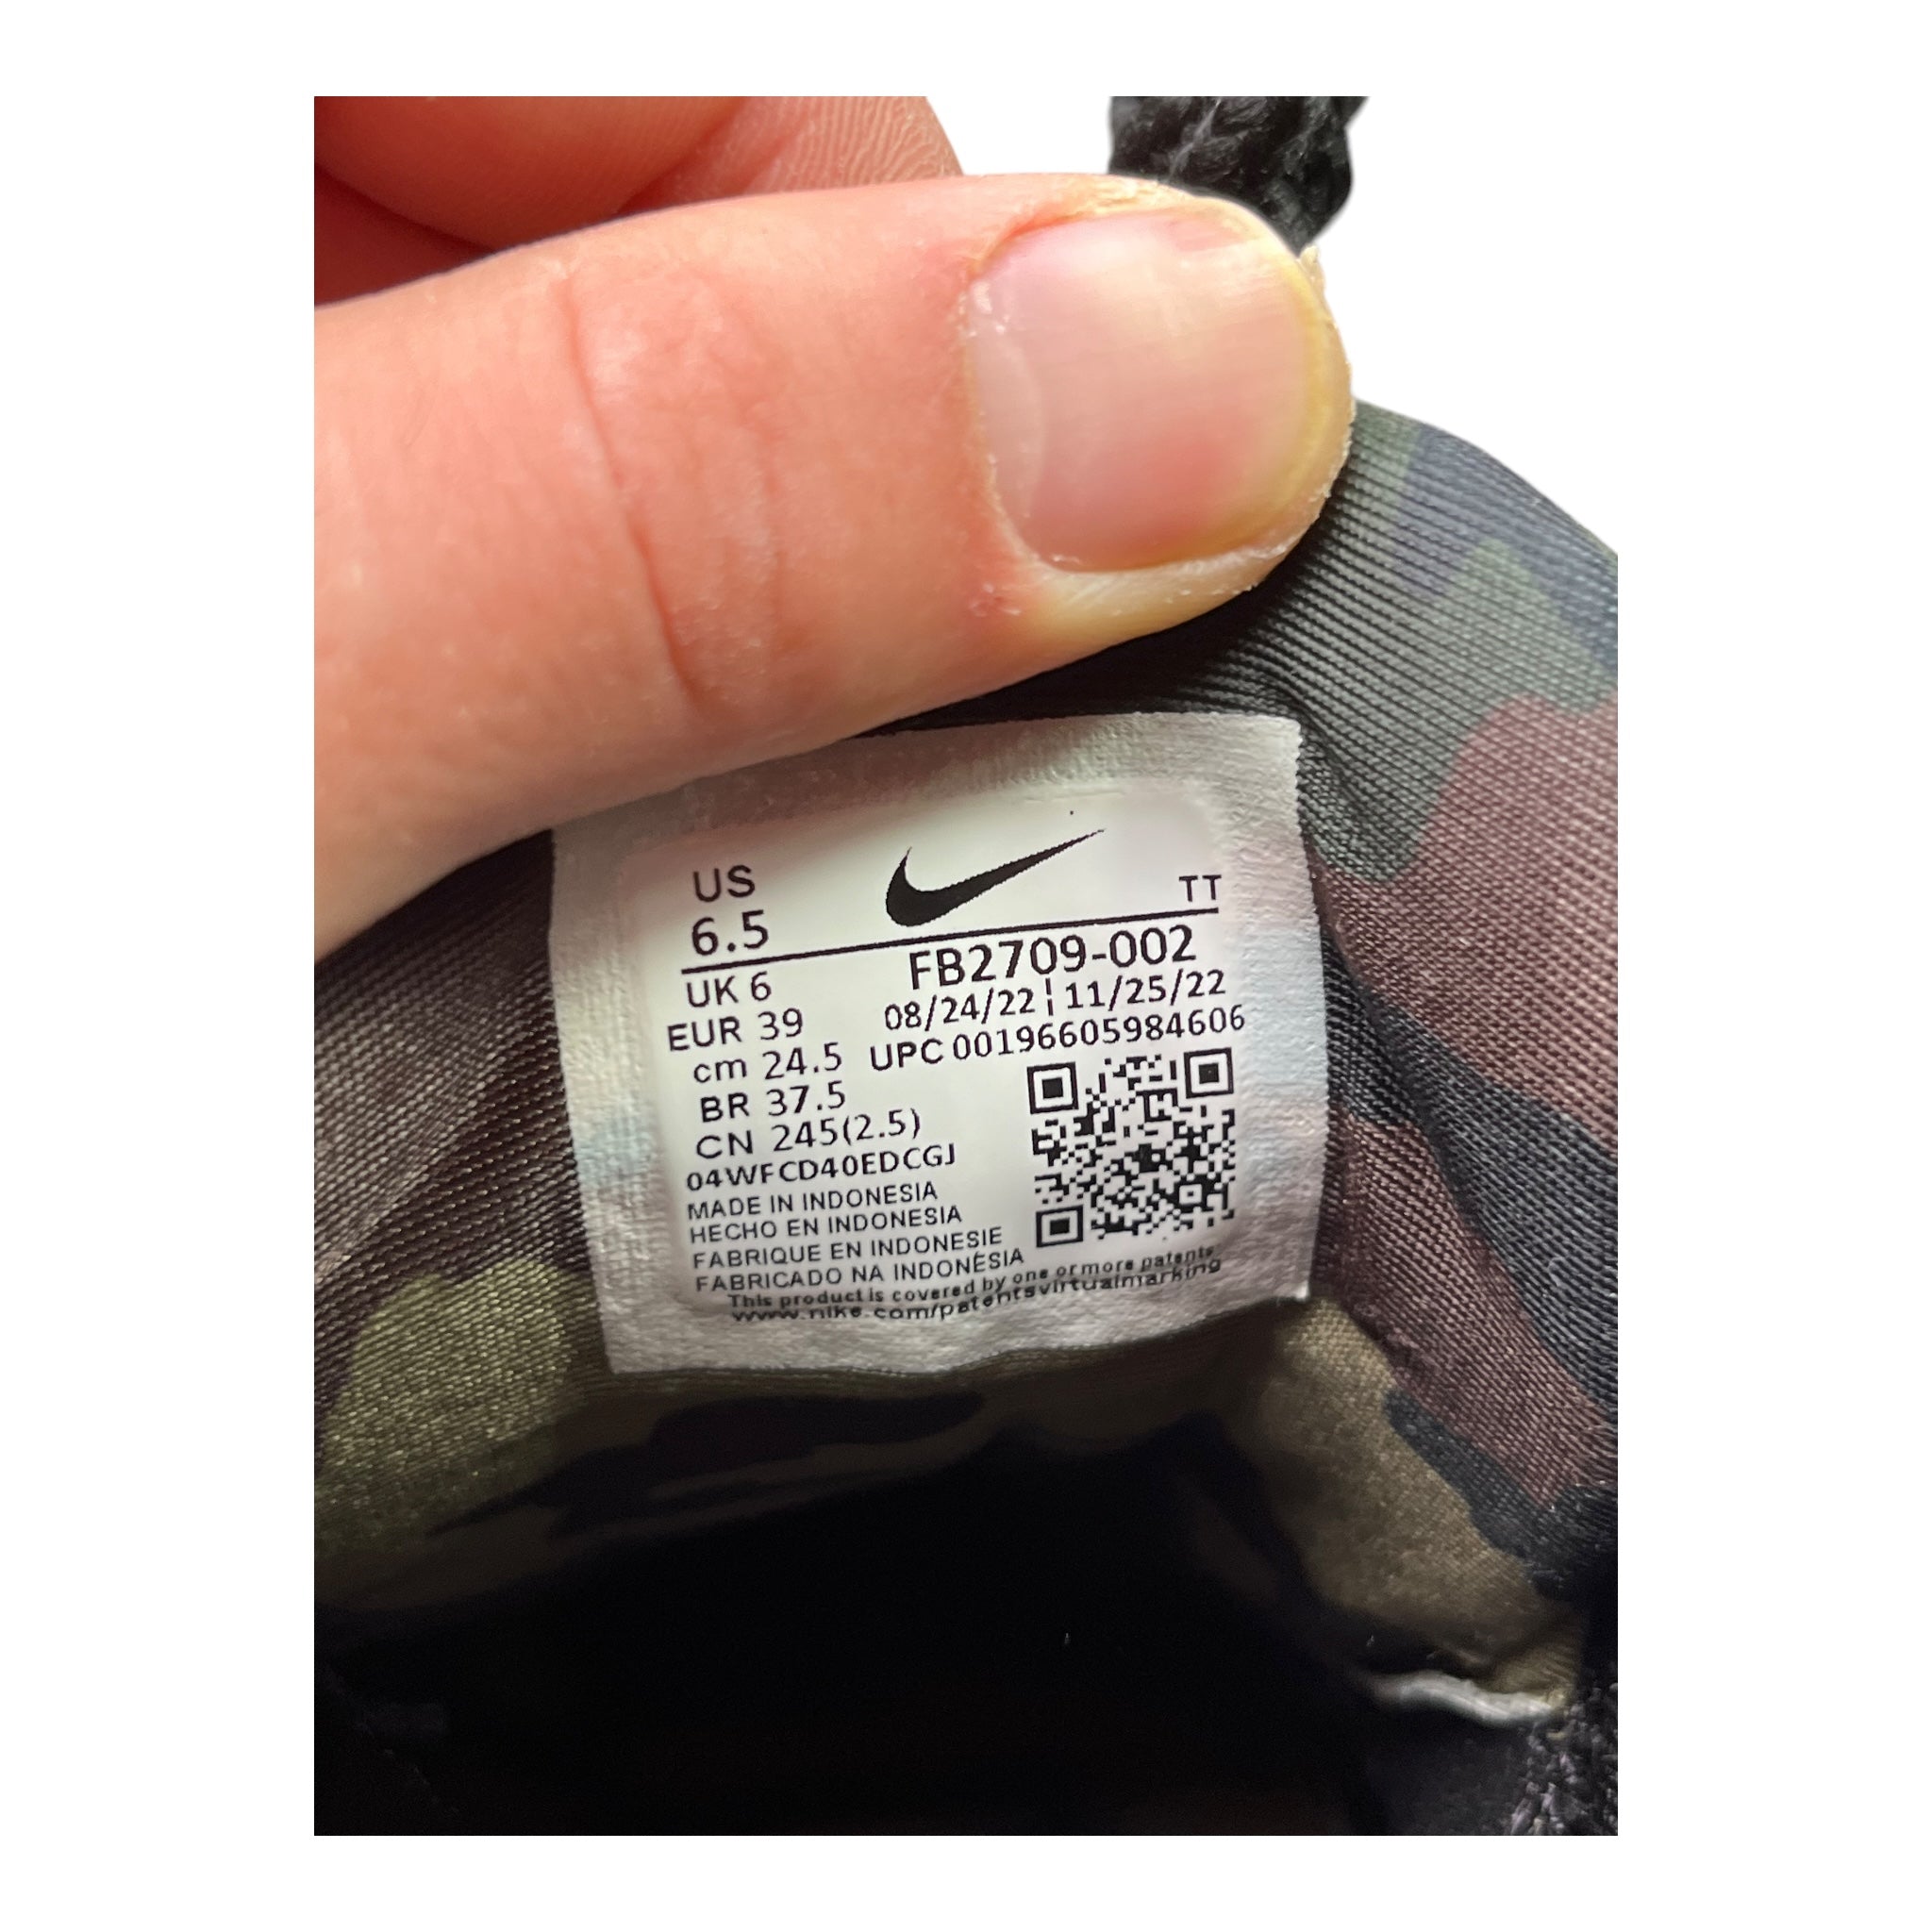 US
TT
6.5
UK 6
FB2709-002
EUR 39
08/24/22 ¦ 11/25/22
cm 24.5
UPC 00196605984606
BR 37.5
CN 245(2.5)
04WFCD40EDCGJ
MADE IN INDONESIA
HECHO EN INDONESIA
FABRIQUE EN INDONESIE
FABRICADO NA INDONÉSIA
This product is covered by one or more patents
www.nike.com/patentsvirtualmarking